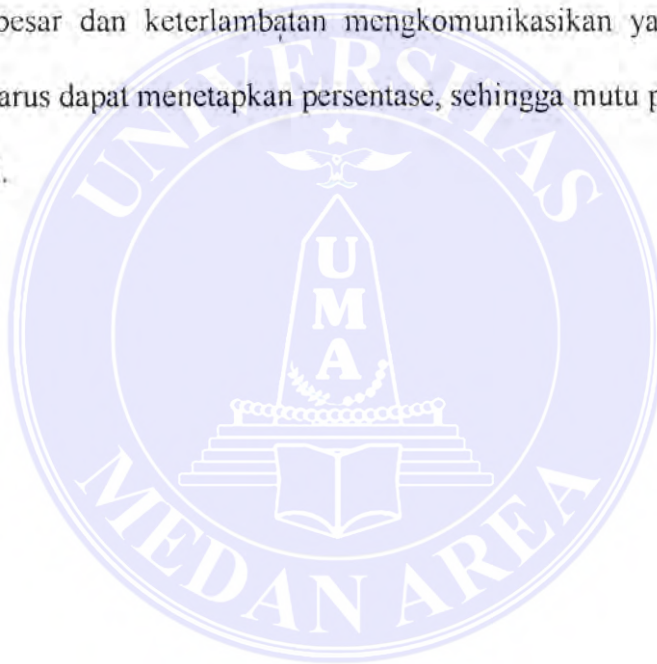 besar dan keterlambatan mengkomunikasikan ya
arus dapat menetapkan persentase, sehingga mutu p
.
UNIVERSITAS
UMA
MEDAN AREA